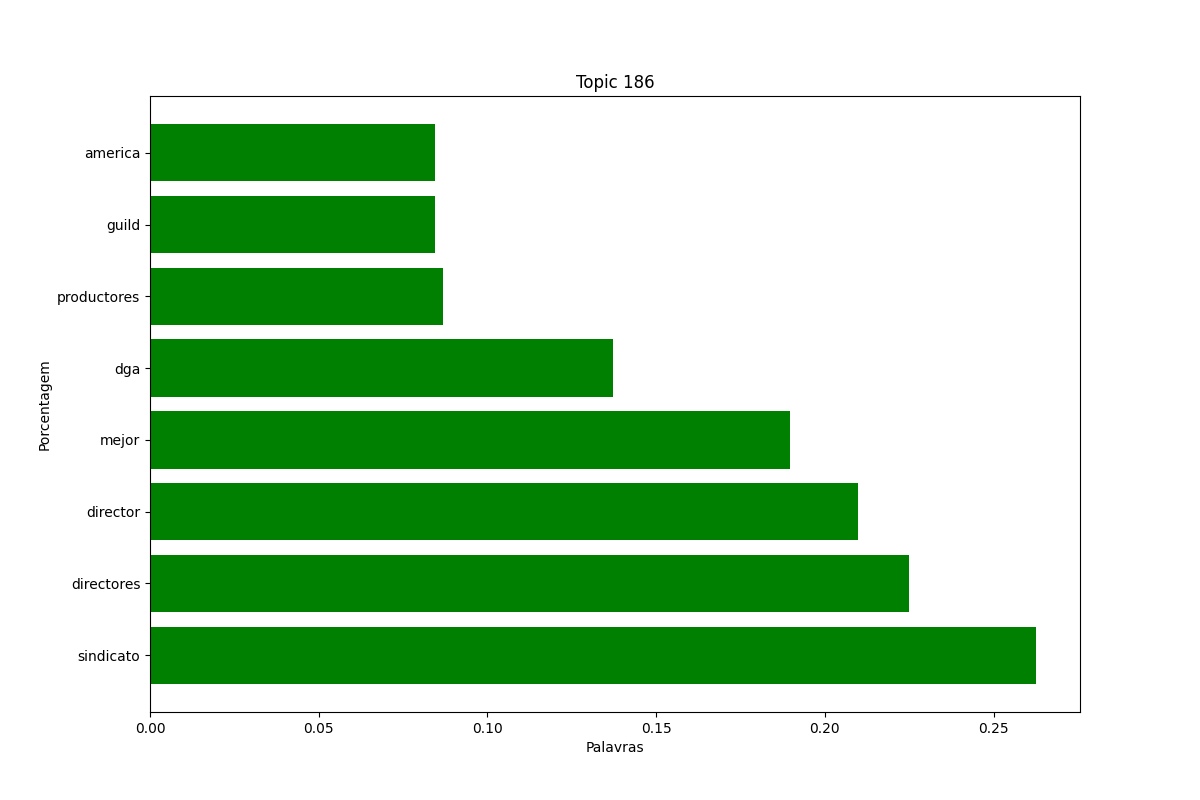 Topic 186
america
guild
productores
dga
mejor
director
directores
sindicato
Porcentagem
0.00 0.05 0.10 0.15 0.20 0.25
Palavras